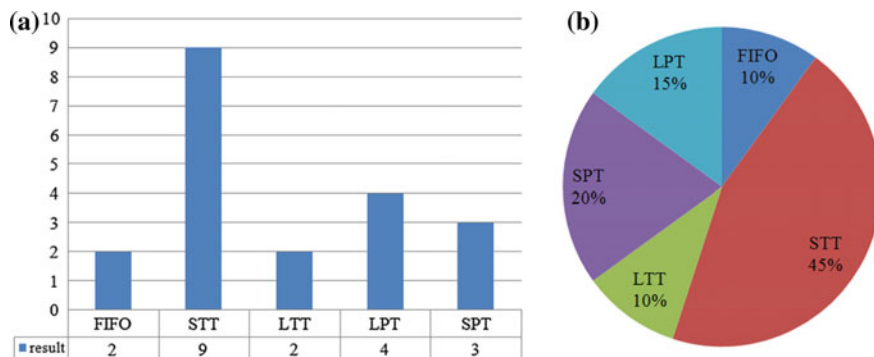 (a)
10
9
8
7
6
5
4
3
2
1
0
FIFO STT LTT LPT SPT
result 2 9 2 4 3
(b)
FIFO
10%
STT
45%
LTT
10%
SPT
20%
LPT
15%